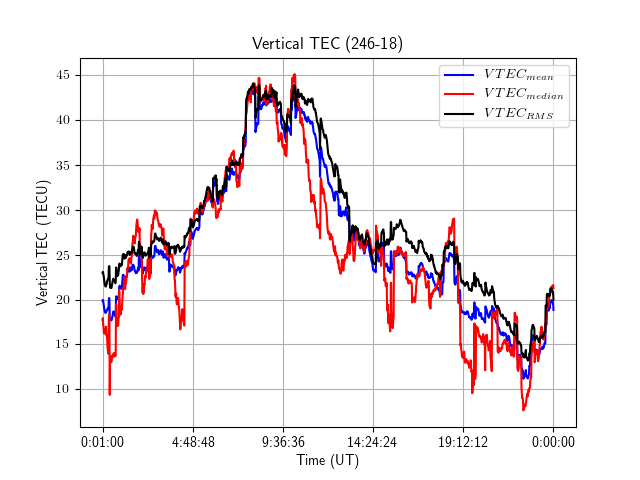 Vertical TEC (246-18)
VTEC_mean
VTEC_median
VTEC_RMS
Vertical TEC (TECU)
45
40
35
30
25
20
15
10
0:01:00 4:48:48 9:36:36 14:24:24 19:12:12 0:00:00
Time (UT)